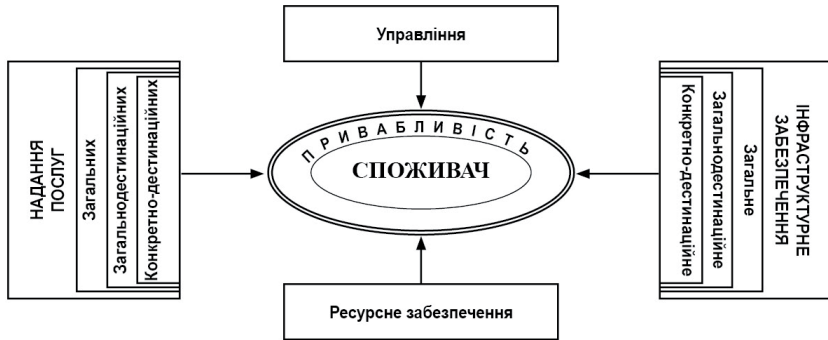 Управління
НАДАННЯ
ПОСЛУГ
Загальних
Загальнодестинаційних
Конкретно-дестинаційних
ПРИВАБЛИВІСТЬ
СПОЖИВАЧ
Конкретно-дестинаційне
Загальнодестинаційне
Загальне
ІНФРАСТРУКТУРНЕ
ЗАБЕЗПЕЧЕННЯ
Ресурсне забезпечення